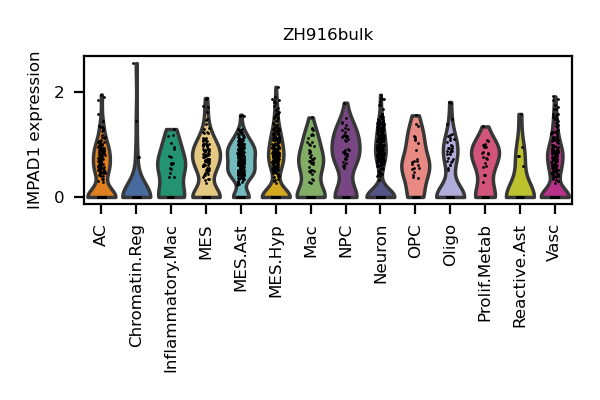 ZH916bulk
IMPAD1 expression
2
0
AC
Chromatin.Reg
Inflammatory.Mac
MES
MES.Ast
MES.Hyp
Mac
NPC
Neuron
OPC
Oligo
Prolif.Metab
Reactive.Ast
Vasc